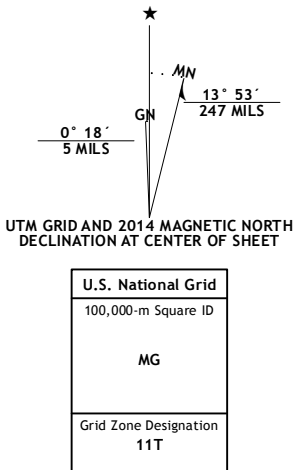 ★
MN
GN
13° 53´
247 MILS
0° 18´
5 MILS
UTM GRID AND 2014 MAGNETIC NORTH
DECLINATION AT CENTER OF SHEET
U.S. National Grid
100,000-m Square ID
MG
Grid Zone Designation
11T